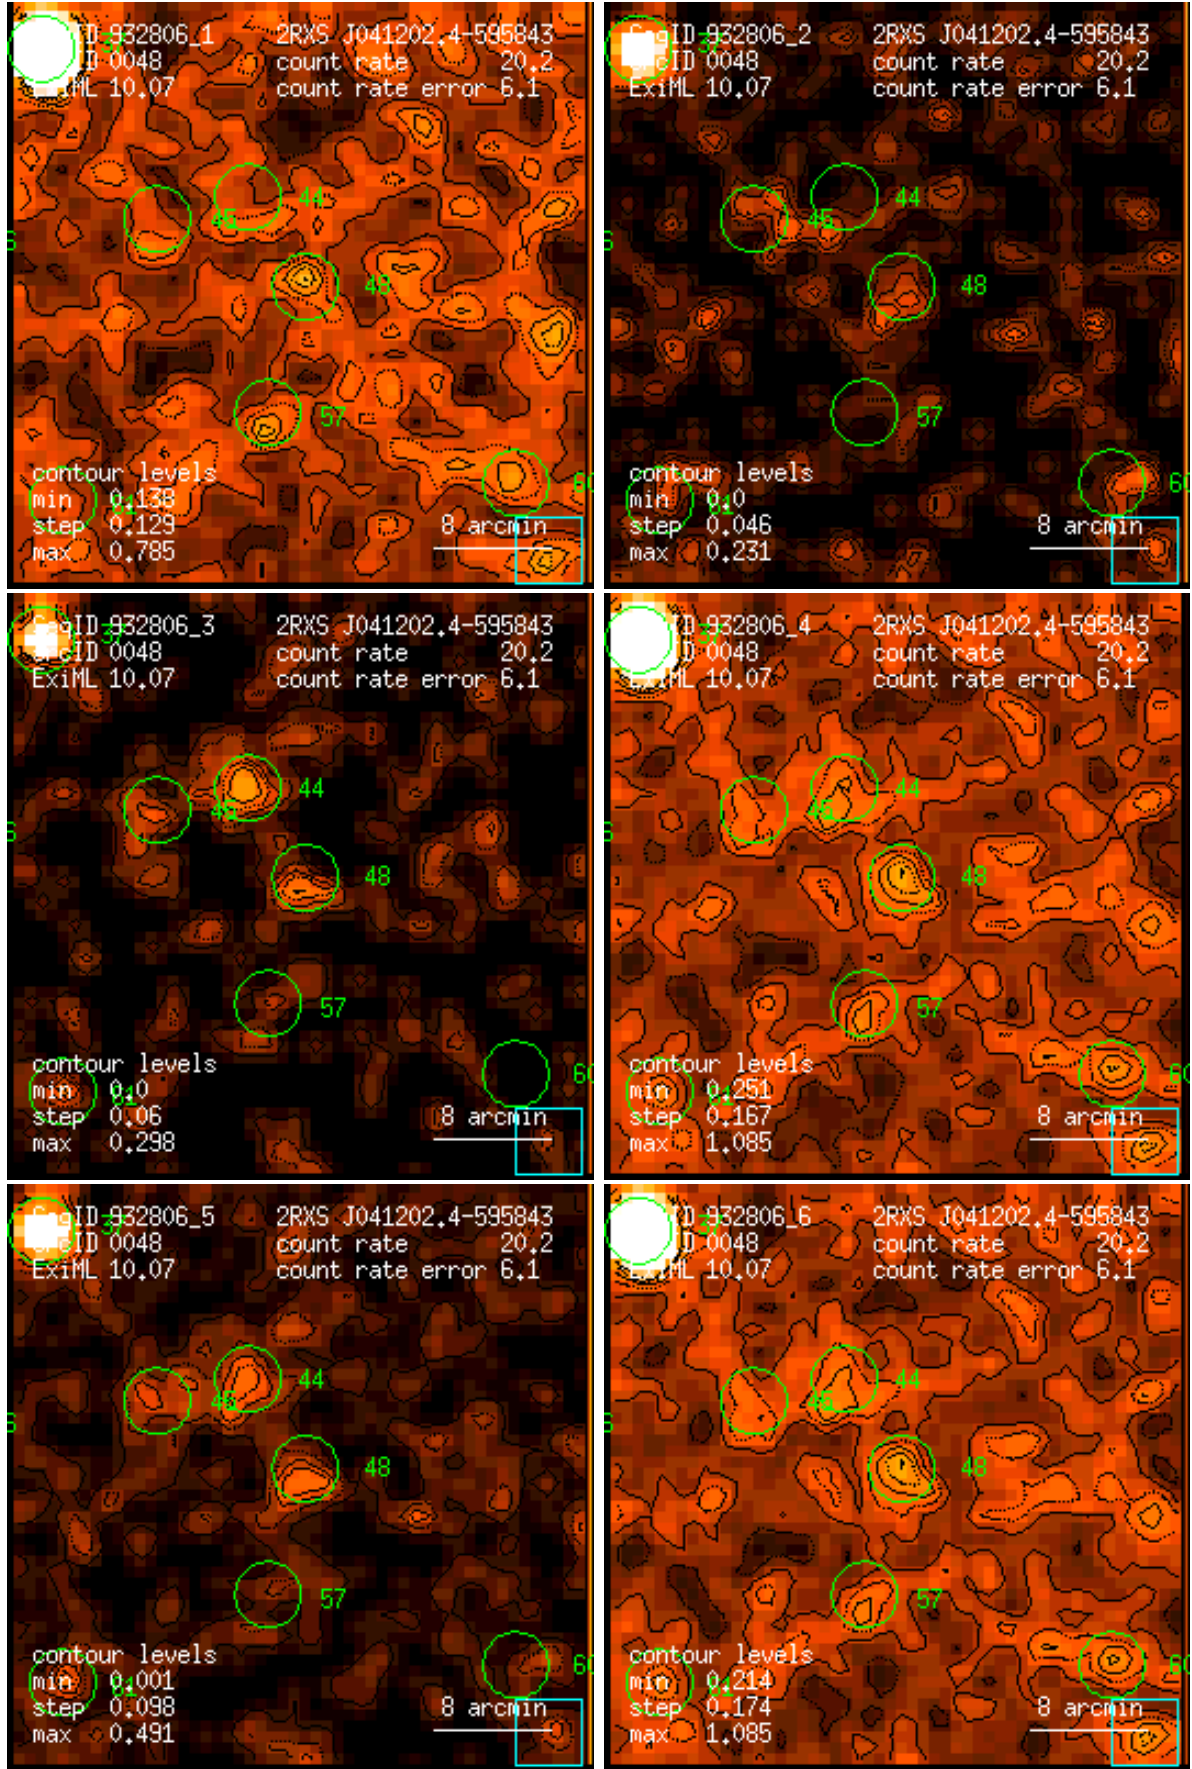 ID 932806_1 2RXS J041202.4-595843
ID 0048 count rate 20.2
ExiML 10.07 count rate error 6.1
44
48
57
contour levels
min 0.138
step 0.129
max 0.785
8 arcmin
ID 932806_2 2RXS J041202.4-595843
ID 0048 count rate 20.2
ExiML 10.07 count rate error 6.1
44
48
57
contour levels
min 0.0
step 0.046
max 0.231
8 arcmin
ID 932806_3 2RXS J041202.4-595843
ID 0048 count rate 20.2
ExiML 10.07 count rate error 6.1
44
48
57
contour levels
min 0.0
step 0.06
max 0.298
8 arcmin
ID 932806_4 2RXS J041202.4-595843
ID 0048 count rate 20.2
ExiML 10.07 count rate error 6.1
44
48
57
contour levels
min 0.251
step 0.167
max 1.085
8 arcmin
ID 932806_5 2RXS J041202.4-595843
ID 0048 count rate 20.2
ExiML 10.07 count rate error 6.1
44
48
57
contour levels
min 0.001
step 0.098
max 0.491
8 arcmin
ID 932806_6 2RXS J041202.4-595843
ID 0048 count rate 20.2
ExiML 10.07 count rate error 6.1
44
48
57
contour levels
min 0.214
step 0.174
max 1.085
8 arcmin